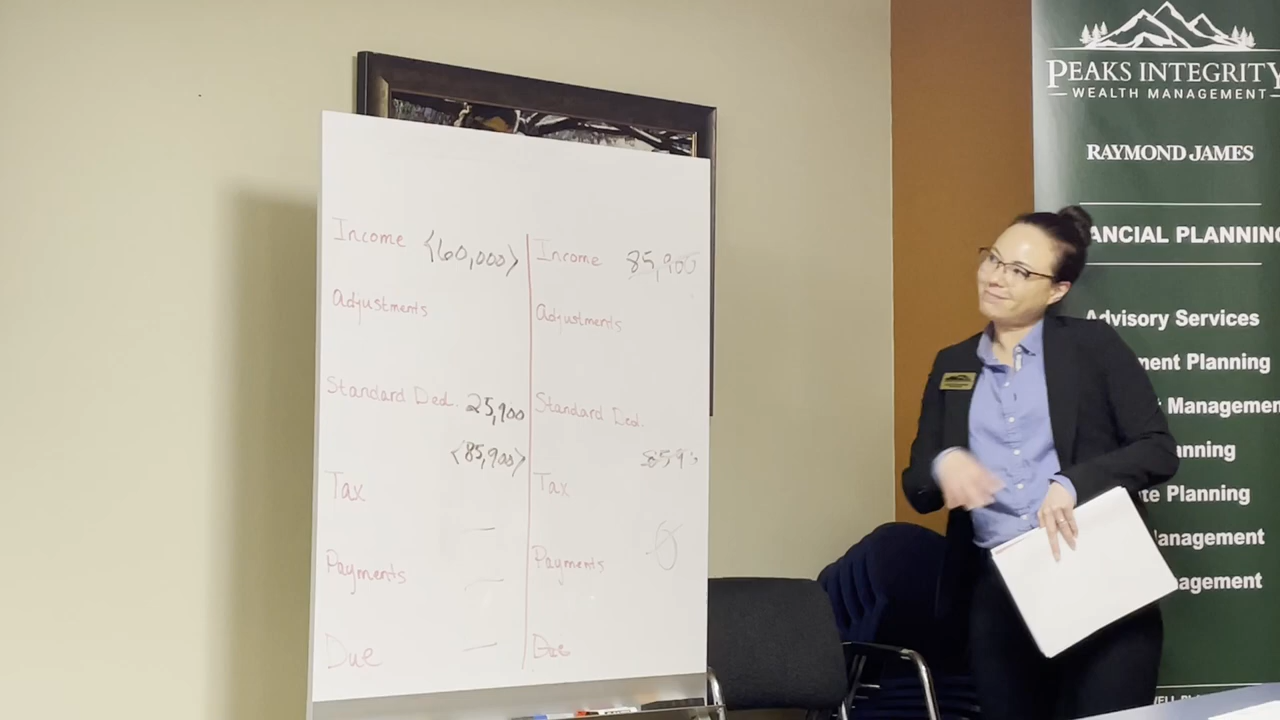 Income <60,000>
Adjustments
Standard Ded. 25,900
<85,900>
Tax —
Payments —
Due —
Income 85,900
Adjustments
Standard Ded.
Tax
Payments
Due
PEAKS INTEGRITY
WEALTH MANAGEMENT
RAYMOND JAMES
ANCIAL PLANNING
Advisory Services
ment Planning
Managemen
anning
te Planning
anagement
agement